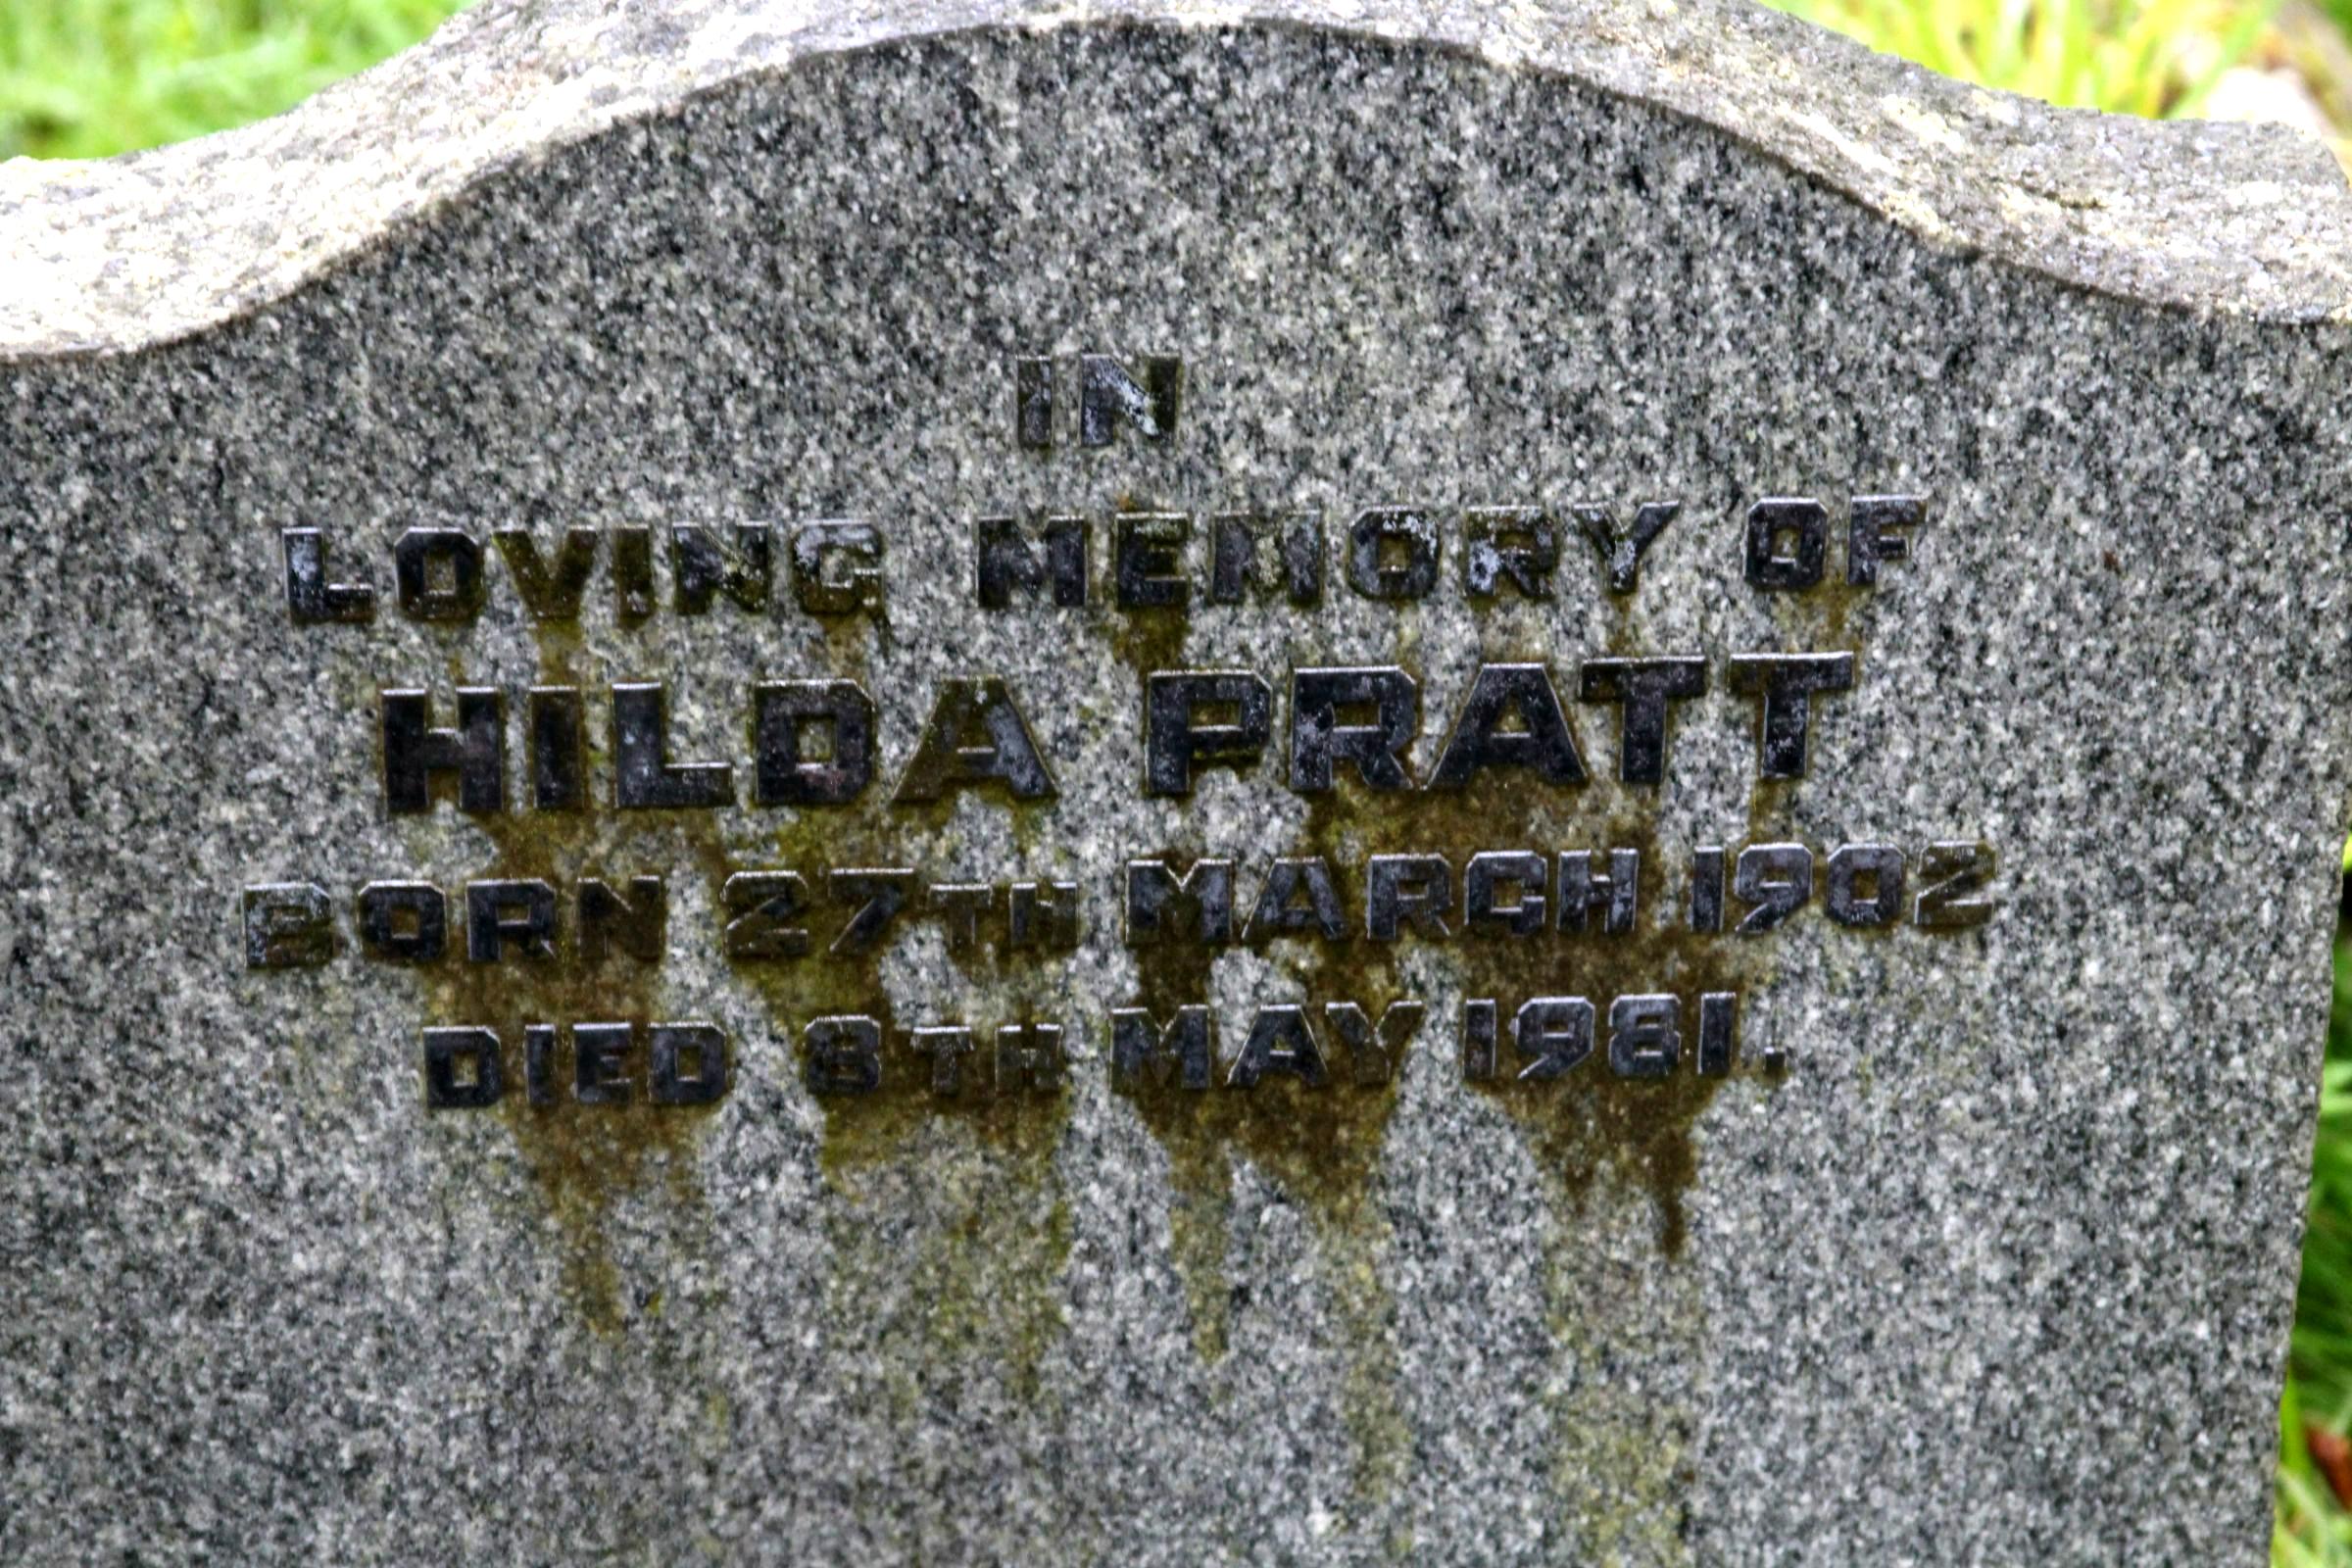 IN
LOVING MEMORY OF
HILDA PRATT
BORN 27TH MARCH 1902
DIED 8TH MAY 1981.